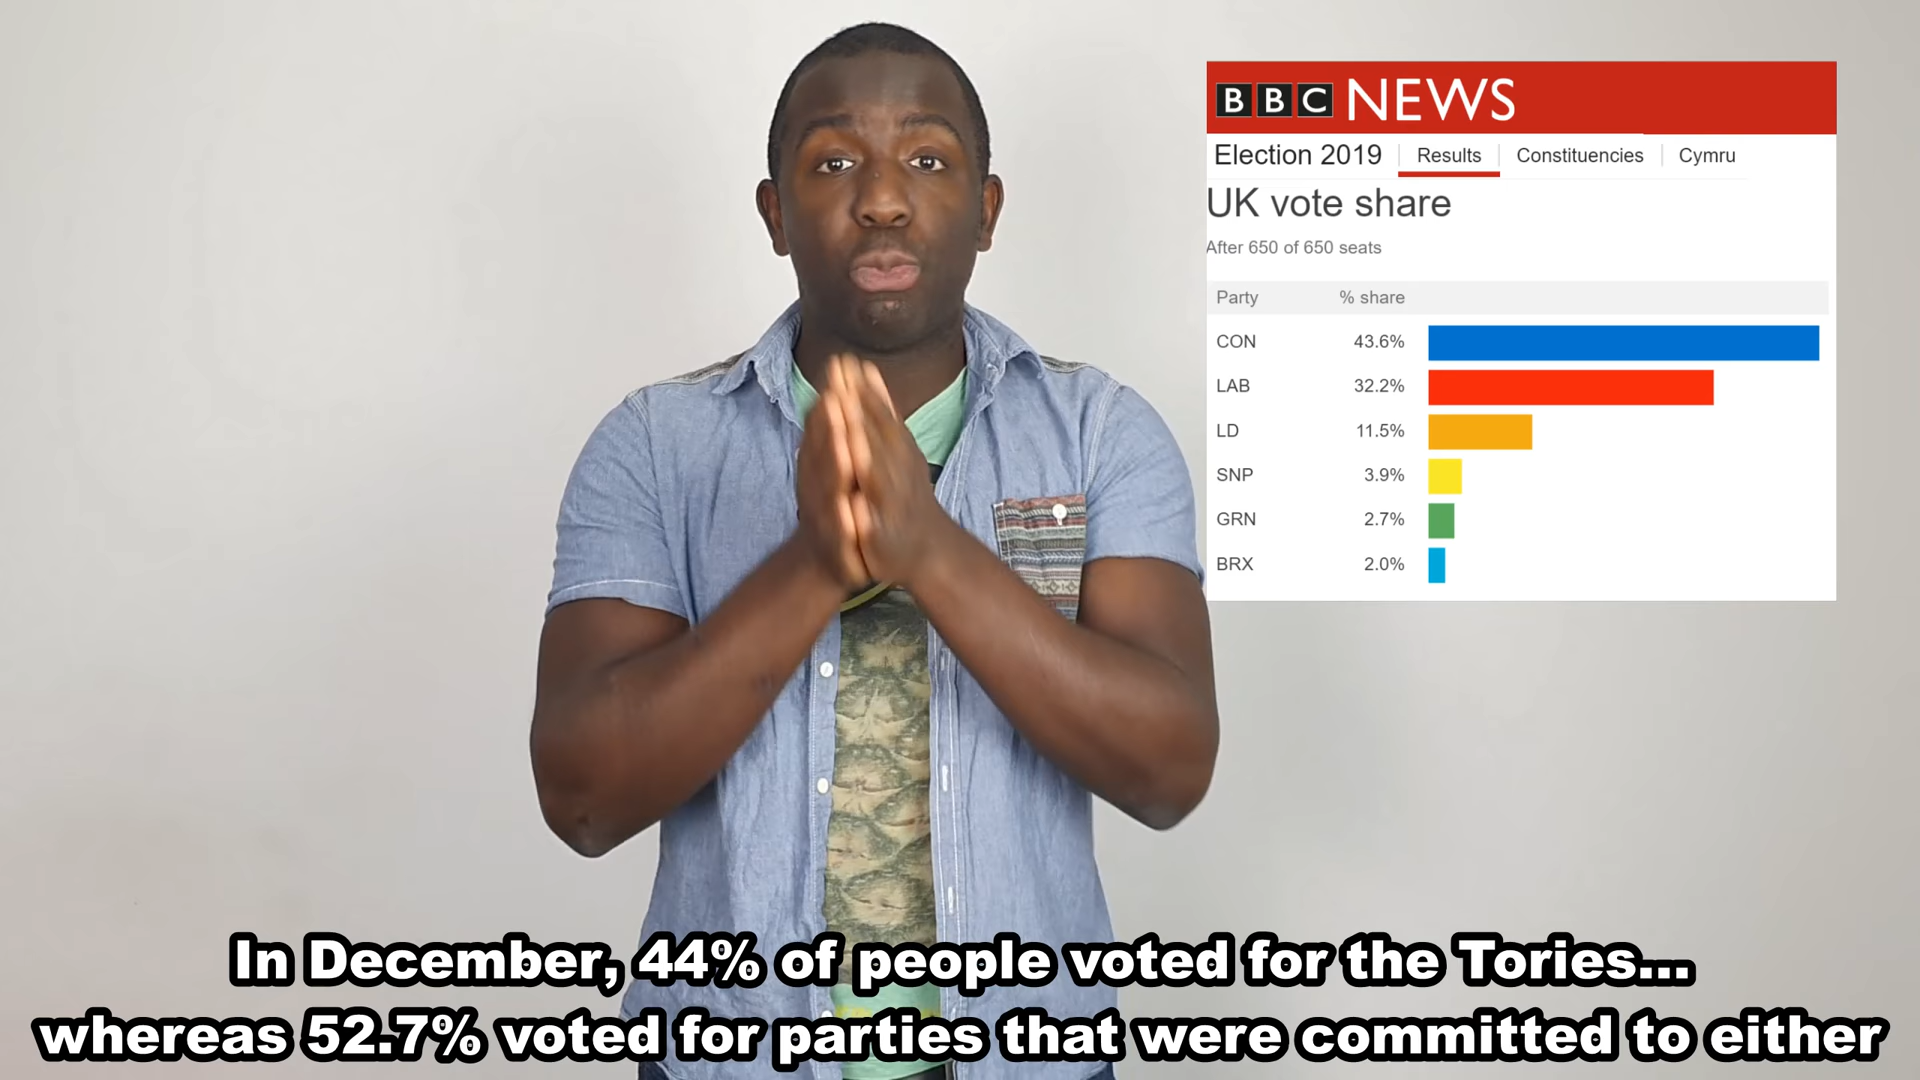 BBC NEWS
Election 2019 Results Constituencies Cymru
UK vote share
After 650 of 650 seats
Party % share
CON 43.6%
LAB 32.2%
LD 11.5%
SNP 3.9%
GRN 2.7%
BRX 2.0%
In December, 44% of people voted for the Tories...
whereas 52.7% voted for parties that were committed to either